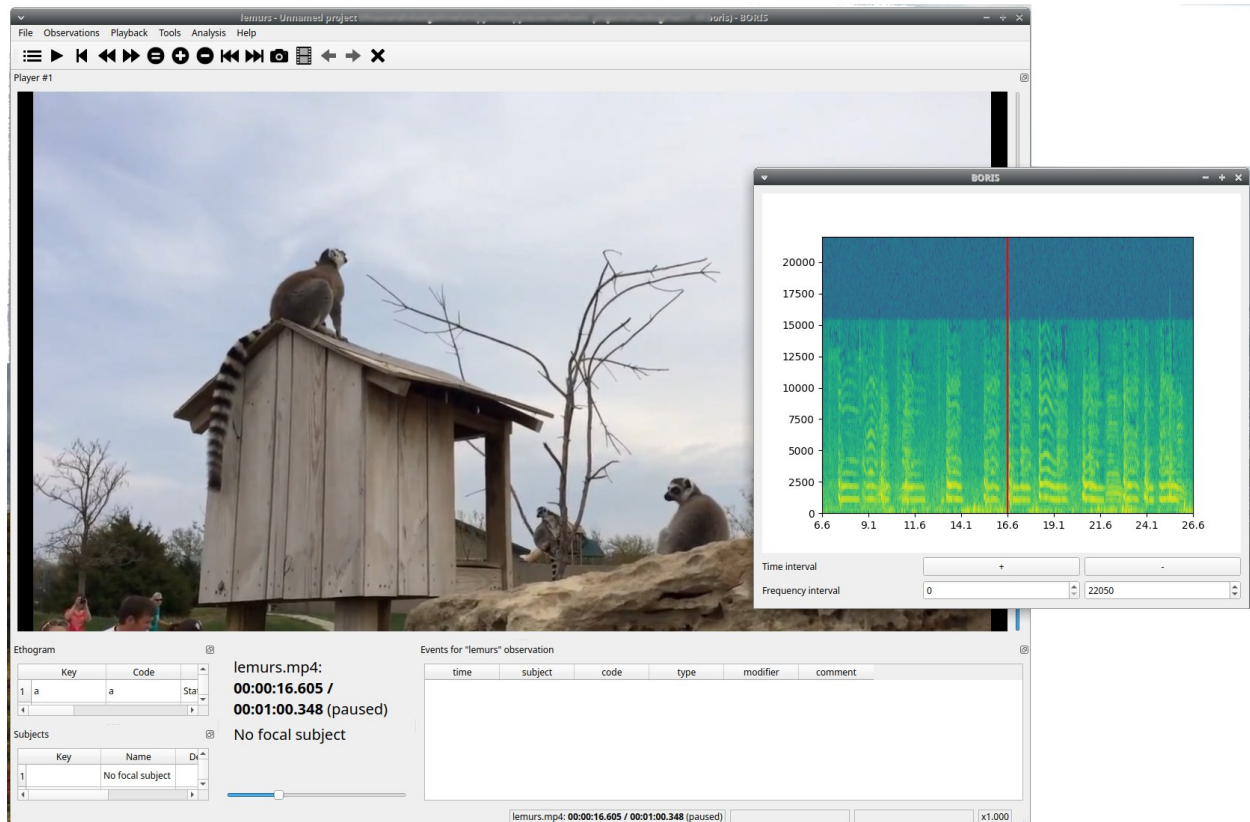 lemurs - Unnamed project
oris) - BORIS
File Observations Playback Tools Analysis Help
Player #1
BORIS
20000
17500
15000
12500
10000
7500
5000
2500
0
6.6 9.1 11.6 14.1 16.6 19.1 21.6 24.1 26.6
Time interval + -
Frequency interval 0 22050
Ethogram
Key Code
1 a a Stat
Subjects
Key Name De
1 No focal subject
lemurs.mp4:
00:00:16.605 /
00:01:00.348 (paused)
No focal subject
Events for "lemurs" observation
time subject code type modifier comment
lemurs.mp4: 00:00:16.605 / 00:01:00.348 (paused) x1.000